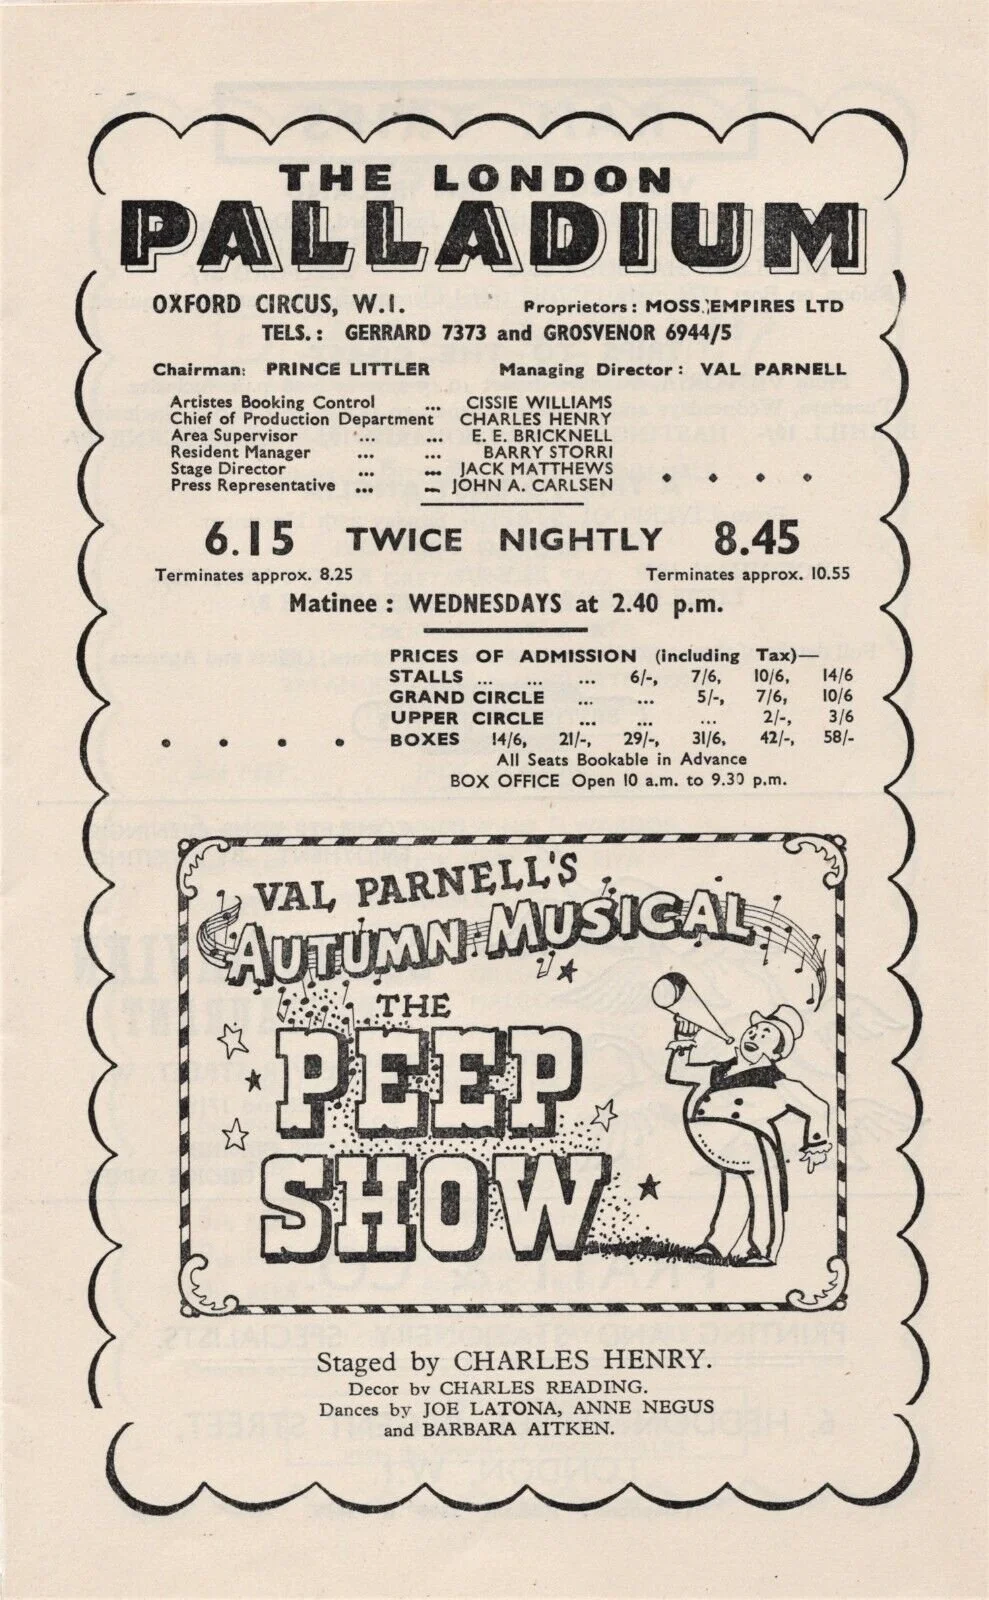 THE LONDON
PALLADIUM
OXFORD CIRCUS, W.1. Proprietors: MOSS EMPIRES LTD
TELS.: GERRARD 7373 and GROSVENOR 6944/5
Chairman: PRINCE LITTLER Managing Director: VAL PARNELL
Artistes Booking Control ... CISSIE WILLIAMS
Chief of Production Department CHARLES HENRY
Area Supervisor ... ... E. E. BRICKNELL
Resident Manager ... ... BARRY STORRI
Stage Director ... ... JACK MATTHEWS
Press Representative ... ... JOHN A. CARLSEN
6.15 TWICE NIGHTLY 8.45
Terminates approx. 8.25 Terminates approx. 10.55
Matinee: WEDNESDAYS at 2.40 p.m.
PRICES OF ADMISSION (including Tax)—
STALLS ... ... ... 6/-, 7/6, 10/6, 14/6
GRAND CIRCLE ... ... 5/-, 7/6, 10/6
UPPER CIRCLE ... ... ... 2/-, 3/6
BOXES 14/6, 21/-, 29/-, 31/6, 42/-, 58/-
All Seats Bookable in Advance
BOX OFFICE Open 10 a.m. to 9.30 p.m.
VAL PARNELL'S
AUTUMN MUSICAL
THE
PEEP
SHOW
Staged by CHARLES HENRY.
Decor by CHARLES READING.
Dances by JOE LATONA, ANNE NEGUS
and BARBARA AITKEN.